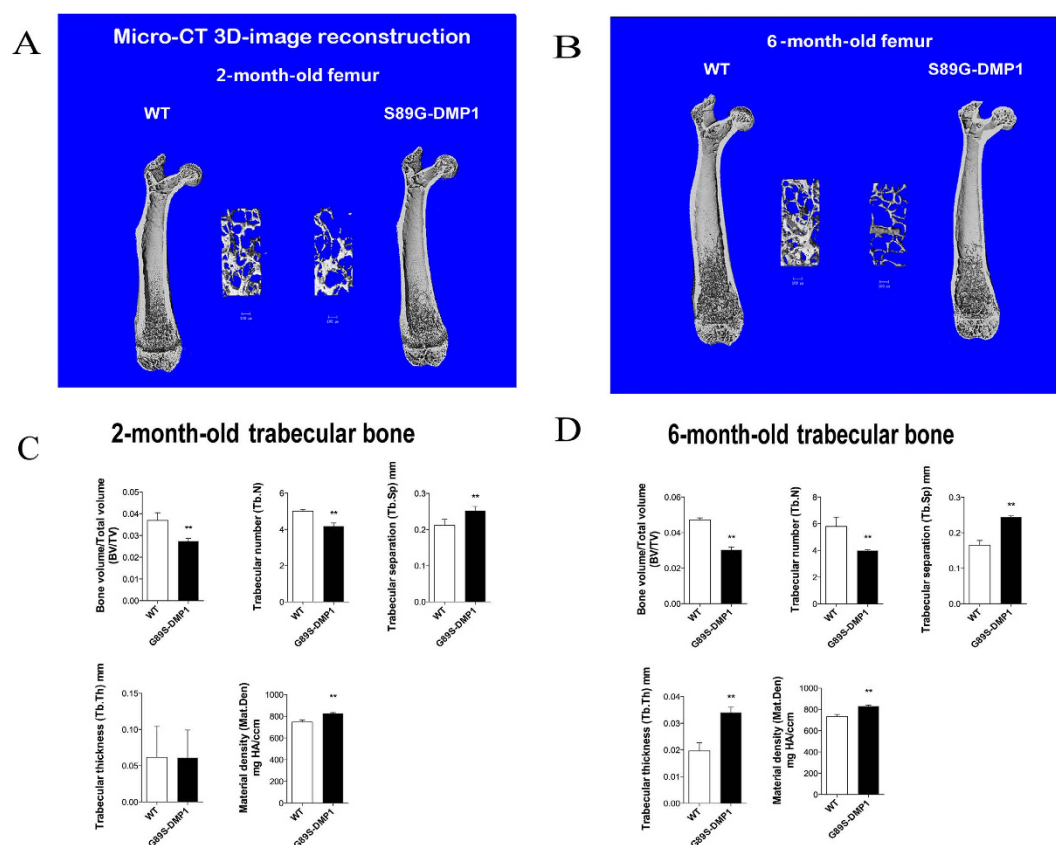 A
Micro-CT 3D-image reconstruction
2-month-old femur
WT
S89G-DMP1
B
6-month-old femur
WT
S89G-DMP1
C
2-month-old trabecular bone
Bone volume/Total volume
(BV/TV)
0.05
0.04
0.03
0.02
0.01
0.00
**
WT
G89S-DMP1
Trabecular number (Tb.N)
6
4
2
0
**
WT
G89S-DMP1
Trabecular separation (Tb.Sp) mm
0.3
0.2
0.1
0.0
**
WT
G89S-DMP1
Trabecular thickness (Tb.Th) mm
0.15
0.10
0.05
0.00
WT
G89S-DMP1
Material density (Mat.Den)
mg HA/ccm
1000
800
600
400
200
0
**
WT
G89S-DMP1
D
6-month-old trabecular bone
Bone volume/Total volume
(BV/TV)
0.06
0.04
0.02
0.00
**
WT
G89S-DMP1
Trabecular number (Tb.N)
8
6
4
2
0
**
WT
G89S-DMP1
Trabecular separation (Tb.Sp) mm
0.3
0.2
0.1
0.0
**
WT
G89S-DMP1
Trabecular thickness (Tb.Th) mm
0.04
0.03
0.02
0.01
0.00
**
WT
G89S-DMP1
Material density (Mat.Den)
mg HA/ccm
1000
800
600
400
200
0
**
WT
G89S-DMP1